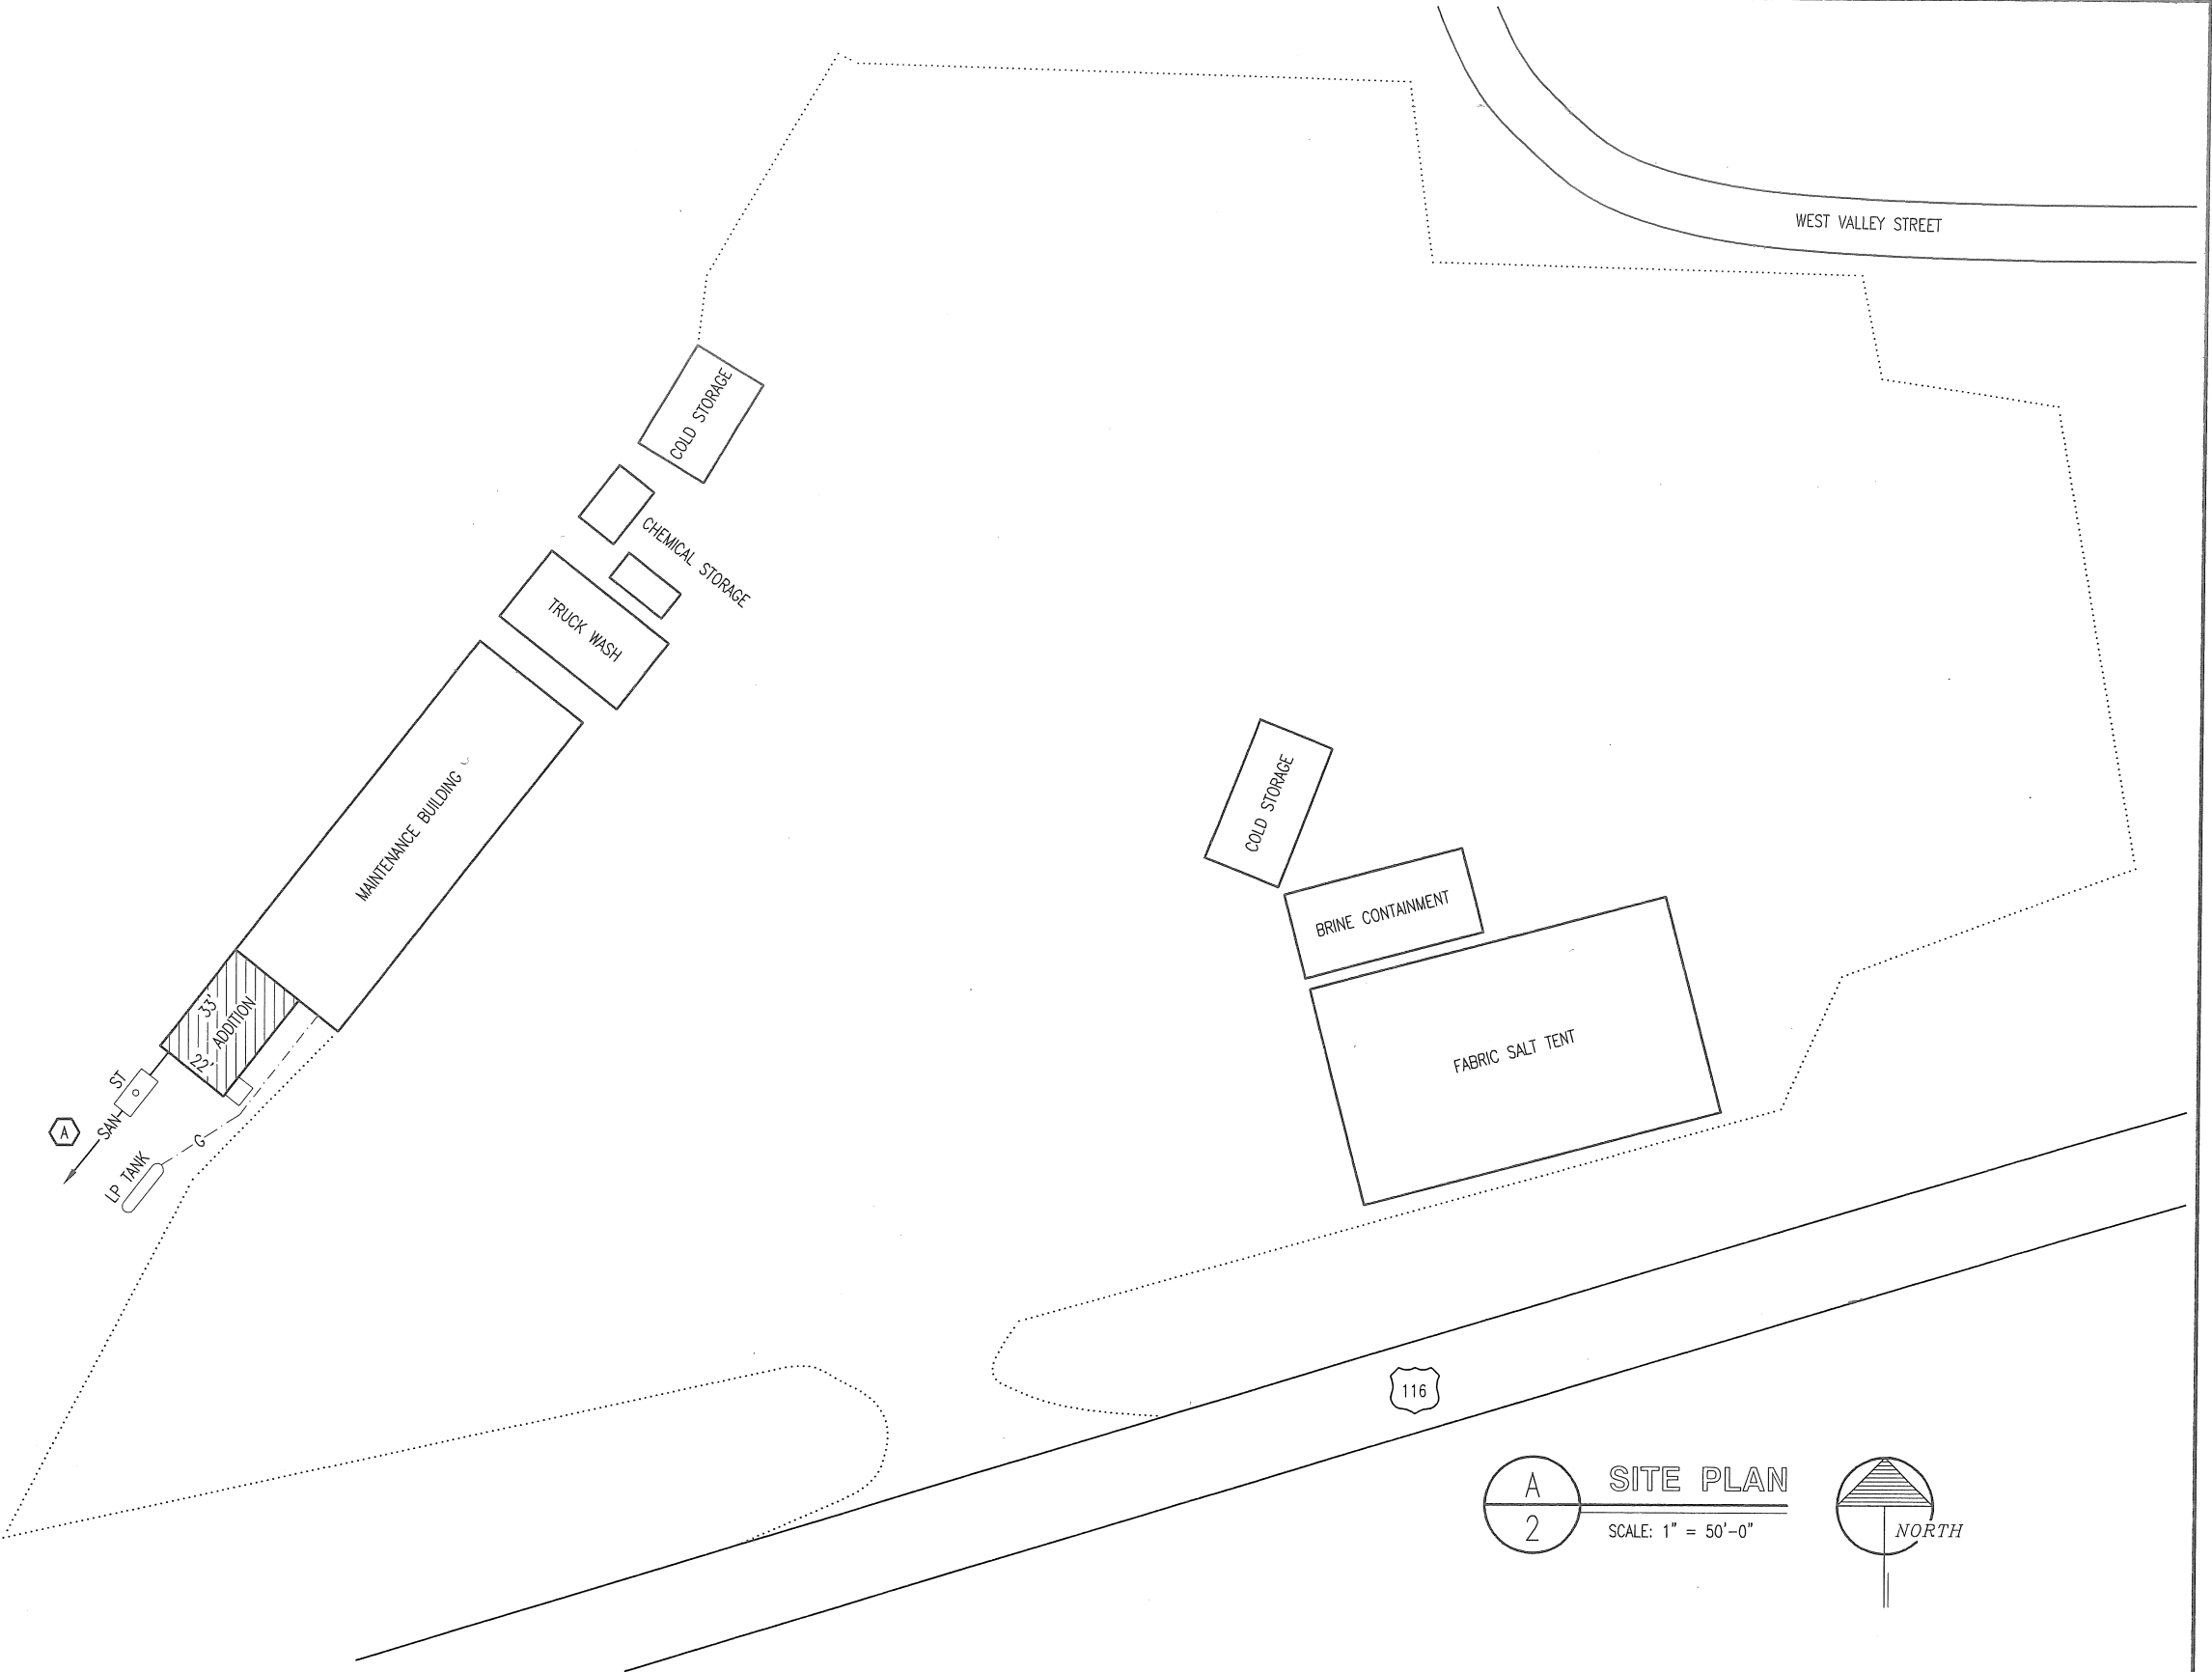 WEST VALLEY STREET
COLD STORAGE
CHEMICAL STORAGE
TRUCK WASH
MAINTENANCE BUILDING
COLD STORAGE
BRINE CONTAINMENT
FABRIC SALT TENT
33'
ADDITION
22'
ST
SAN
A
G
LP TANK
116
A
2
SITE PLAN
SCALE: 1" = 50'-0"
NORTH